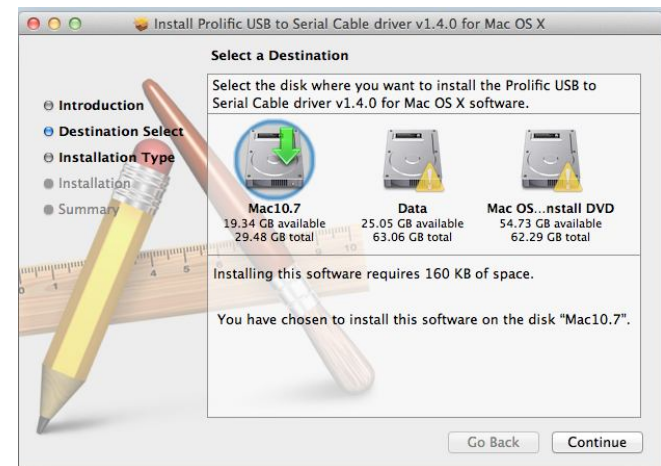 Install Prolific USB to Serial Cable driver v1.4.0 for Mac OS X
Select a Destination
Introduction
Destination Select
Installation Type
Installation
Summary
Select the disk where you want to install the Prolific USB to
Serial Cable driver v1.4.0 for Mac OS X software.
Mac10.7
19.34 GB available
29.48 GB total
Data
25.05 GB available
63.06 GB total
Mac OS...nstall DVD
54.73 GB available
62.29 GB total
Installing this software requires 160 KB of space.
You have chosen to install this software on the disk “Mac10.7”.
0 1 4 5 10
Go Back
Continue